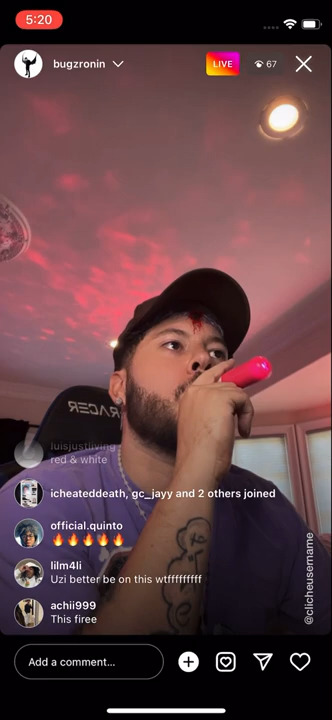 5:20
bugzronin
LIVE
67
RACER
luisjustliving
red & white
icheateddeath, gc_jayy and 2 others joined
official.quinto
🔥🔥🔥🔥🔥
lilm4li
Uzi better be on this wtffffffffff
achii999
This firee
@clicheusername
Add a comment...